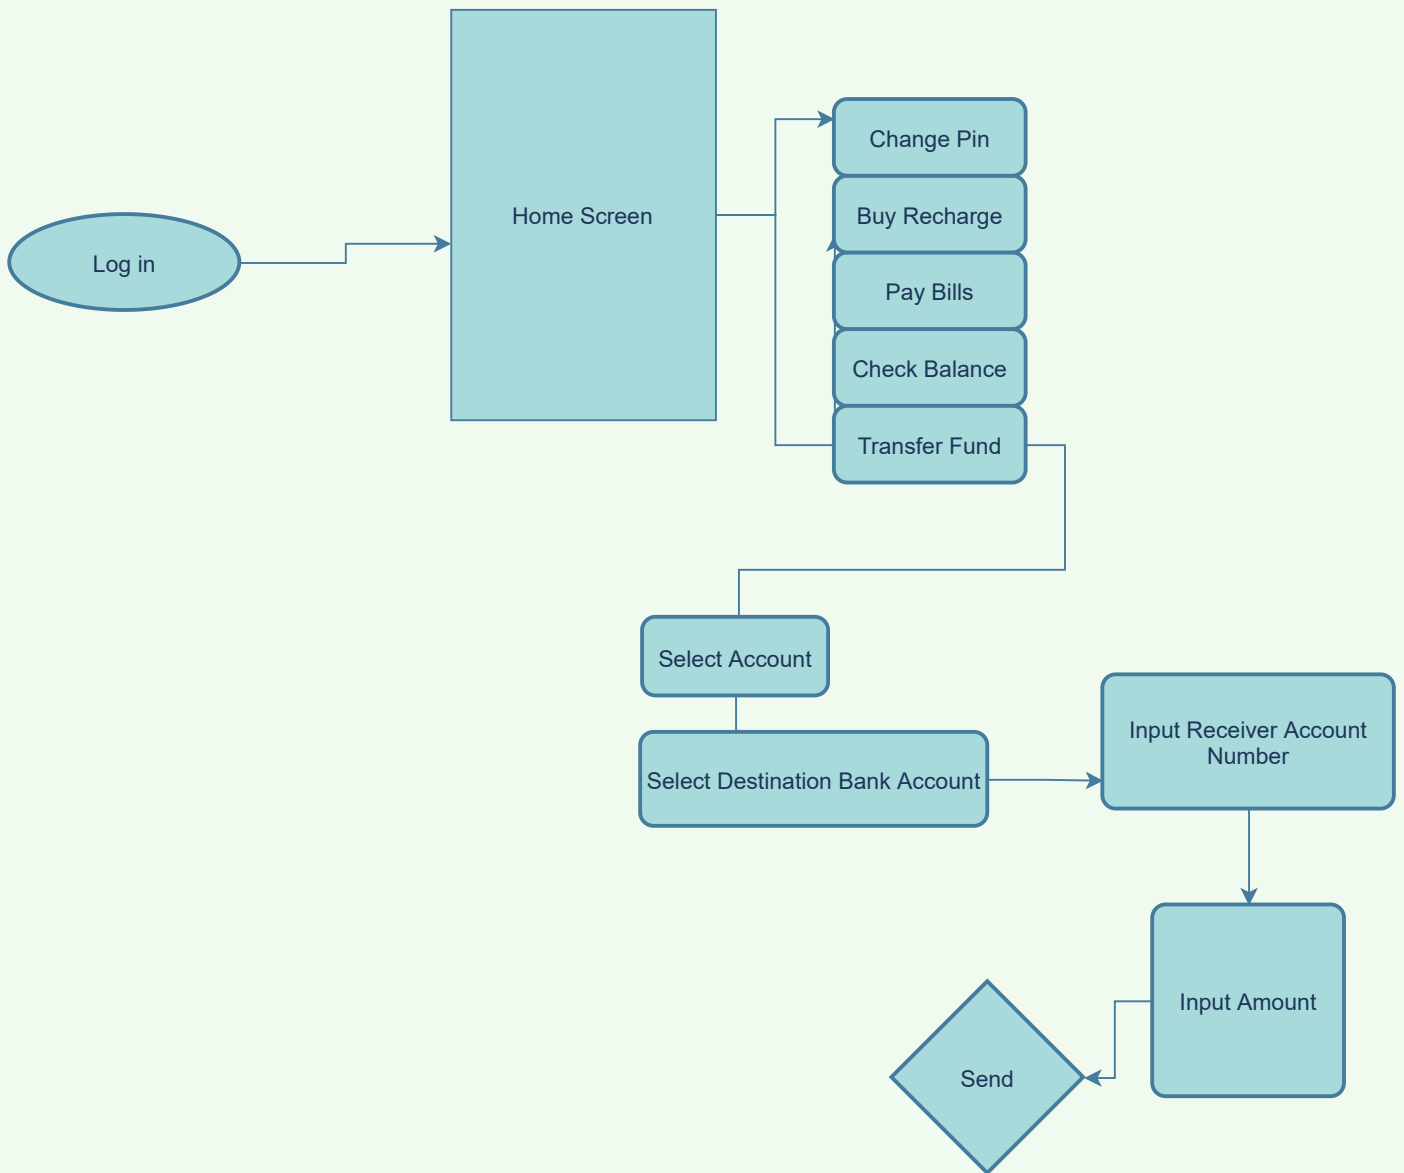 Log in
Home Screen
Change Pin
Buy Recharge
Pay Bills
Check Balance
Transfer Fund
Select Account
Select Destination Bank Account
Input Receiver Account
Number
Input Amount
Send